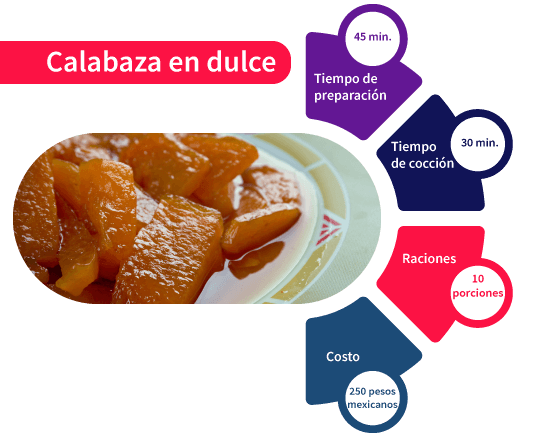 Calabaza en dulce
45 min.
Tiempo de
preparación
Tiempo
de cocción
30 min.
Raciones
10
porciones
Costo
250 pesos
mexicanos